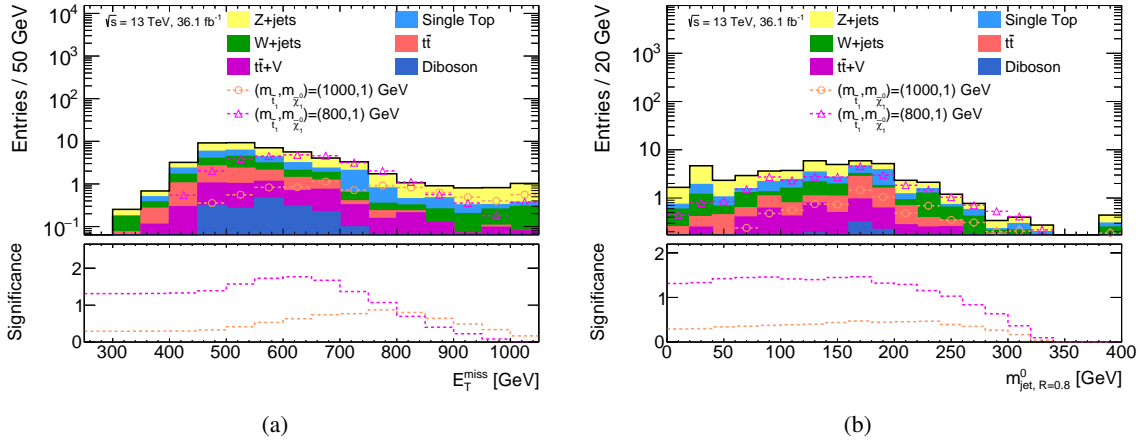 √s = 13 TeV, 36.1 fb⁻¹
Z+jets
Single Top
W+jets
tt̄
tt̄+V
Diboson
(m_t̃₁,m_χ̃₁⁰)=(1000,1) GeV
(m_t̃₁,m_χ̃₁⁰)=(800,1) GeV
Entries / 50 GeV
10⁴
10³
10²
10
1
10⁻¹
Significance
2
1
0
300 400 500 600 700 800 900 1000
E_T^miss [GeV]
(a)
√s = 13 TeV, 36.1 fb⁻¹
Z+jets
Single Top
W+jets
tt̄
tt̄+V
Diboson
(m_t̃₁,m_χ̃₁⁰)=(1000,1) GeV
(m_t̃₁,m_χ̃₁⁰)=(800,1) GeV
Entries / 20 GeV
10³
10²
10
1
Significance
2
1
0
0 50 100 150 200 250 300 350 400
m⁰_jet, R=0.8 [GeV]
(b)